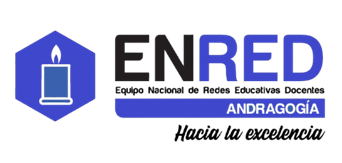 ENRED
Equipo Nacional de Redes Educativas Docentes
ANDRAGOGÍA
Hacia la excelencia